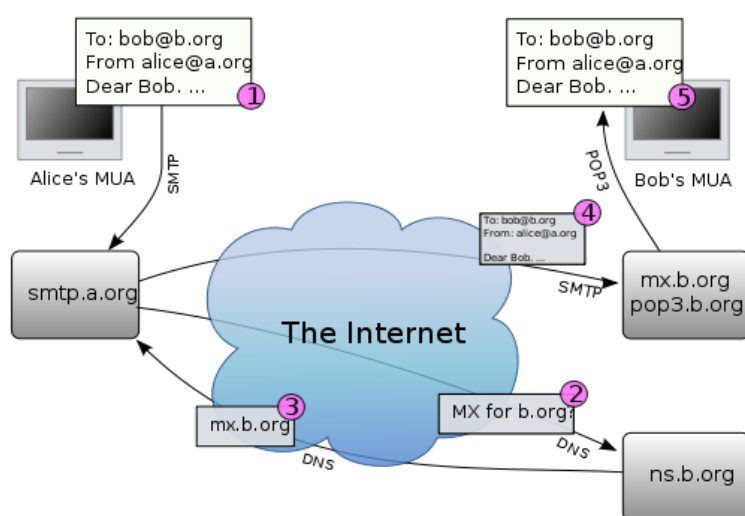 To: bob@b.org
From alice@a.org
Dear Bob. ...
1
Alice's MUA
SMTP
To: bob@b.org
From alice@a.org
Dear Bob. ...
5
Bob's MUA
POP3
To: bob@b.org
From: alice@a.org
Dear Bob. ...
4
SMTP
smtp.a.org
The Internet
mx.b.org
pop3.b.org
mx.b.org
3
DNS
MX for b.org?
2
DNS
ns.b.org